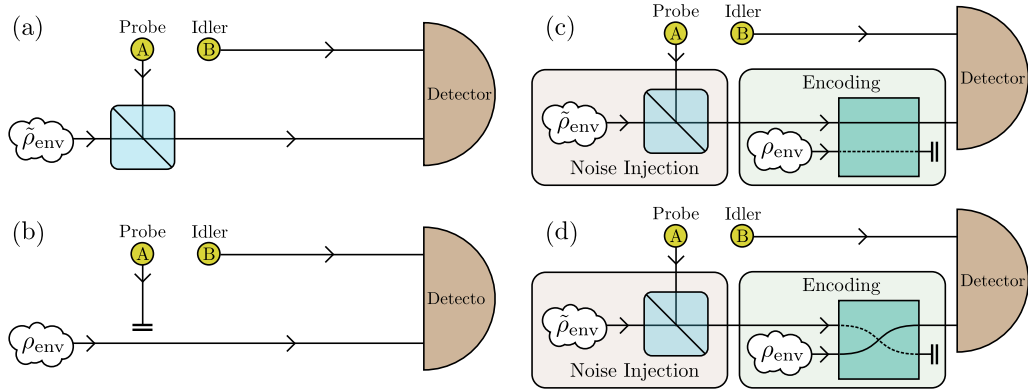 (a)
Probe
Idler
A
B
Detector
ρ̃env
(b)
Probe
Idler
A
B
Detecto
ρenv
(c)
Probe
Idler
A
B
Encoding
Detector
ρ̃env
ρenv
Noise Injection
(d)
Probe
Idler
A
B
Encoding
Detector
ρ̃env
ρenv
Noise Injection